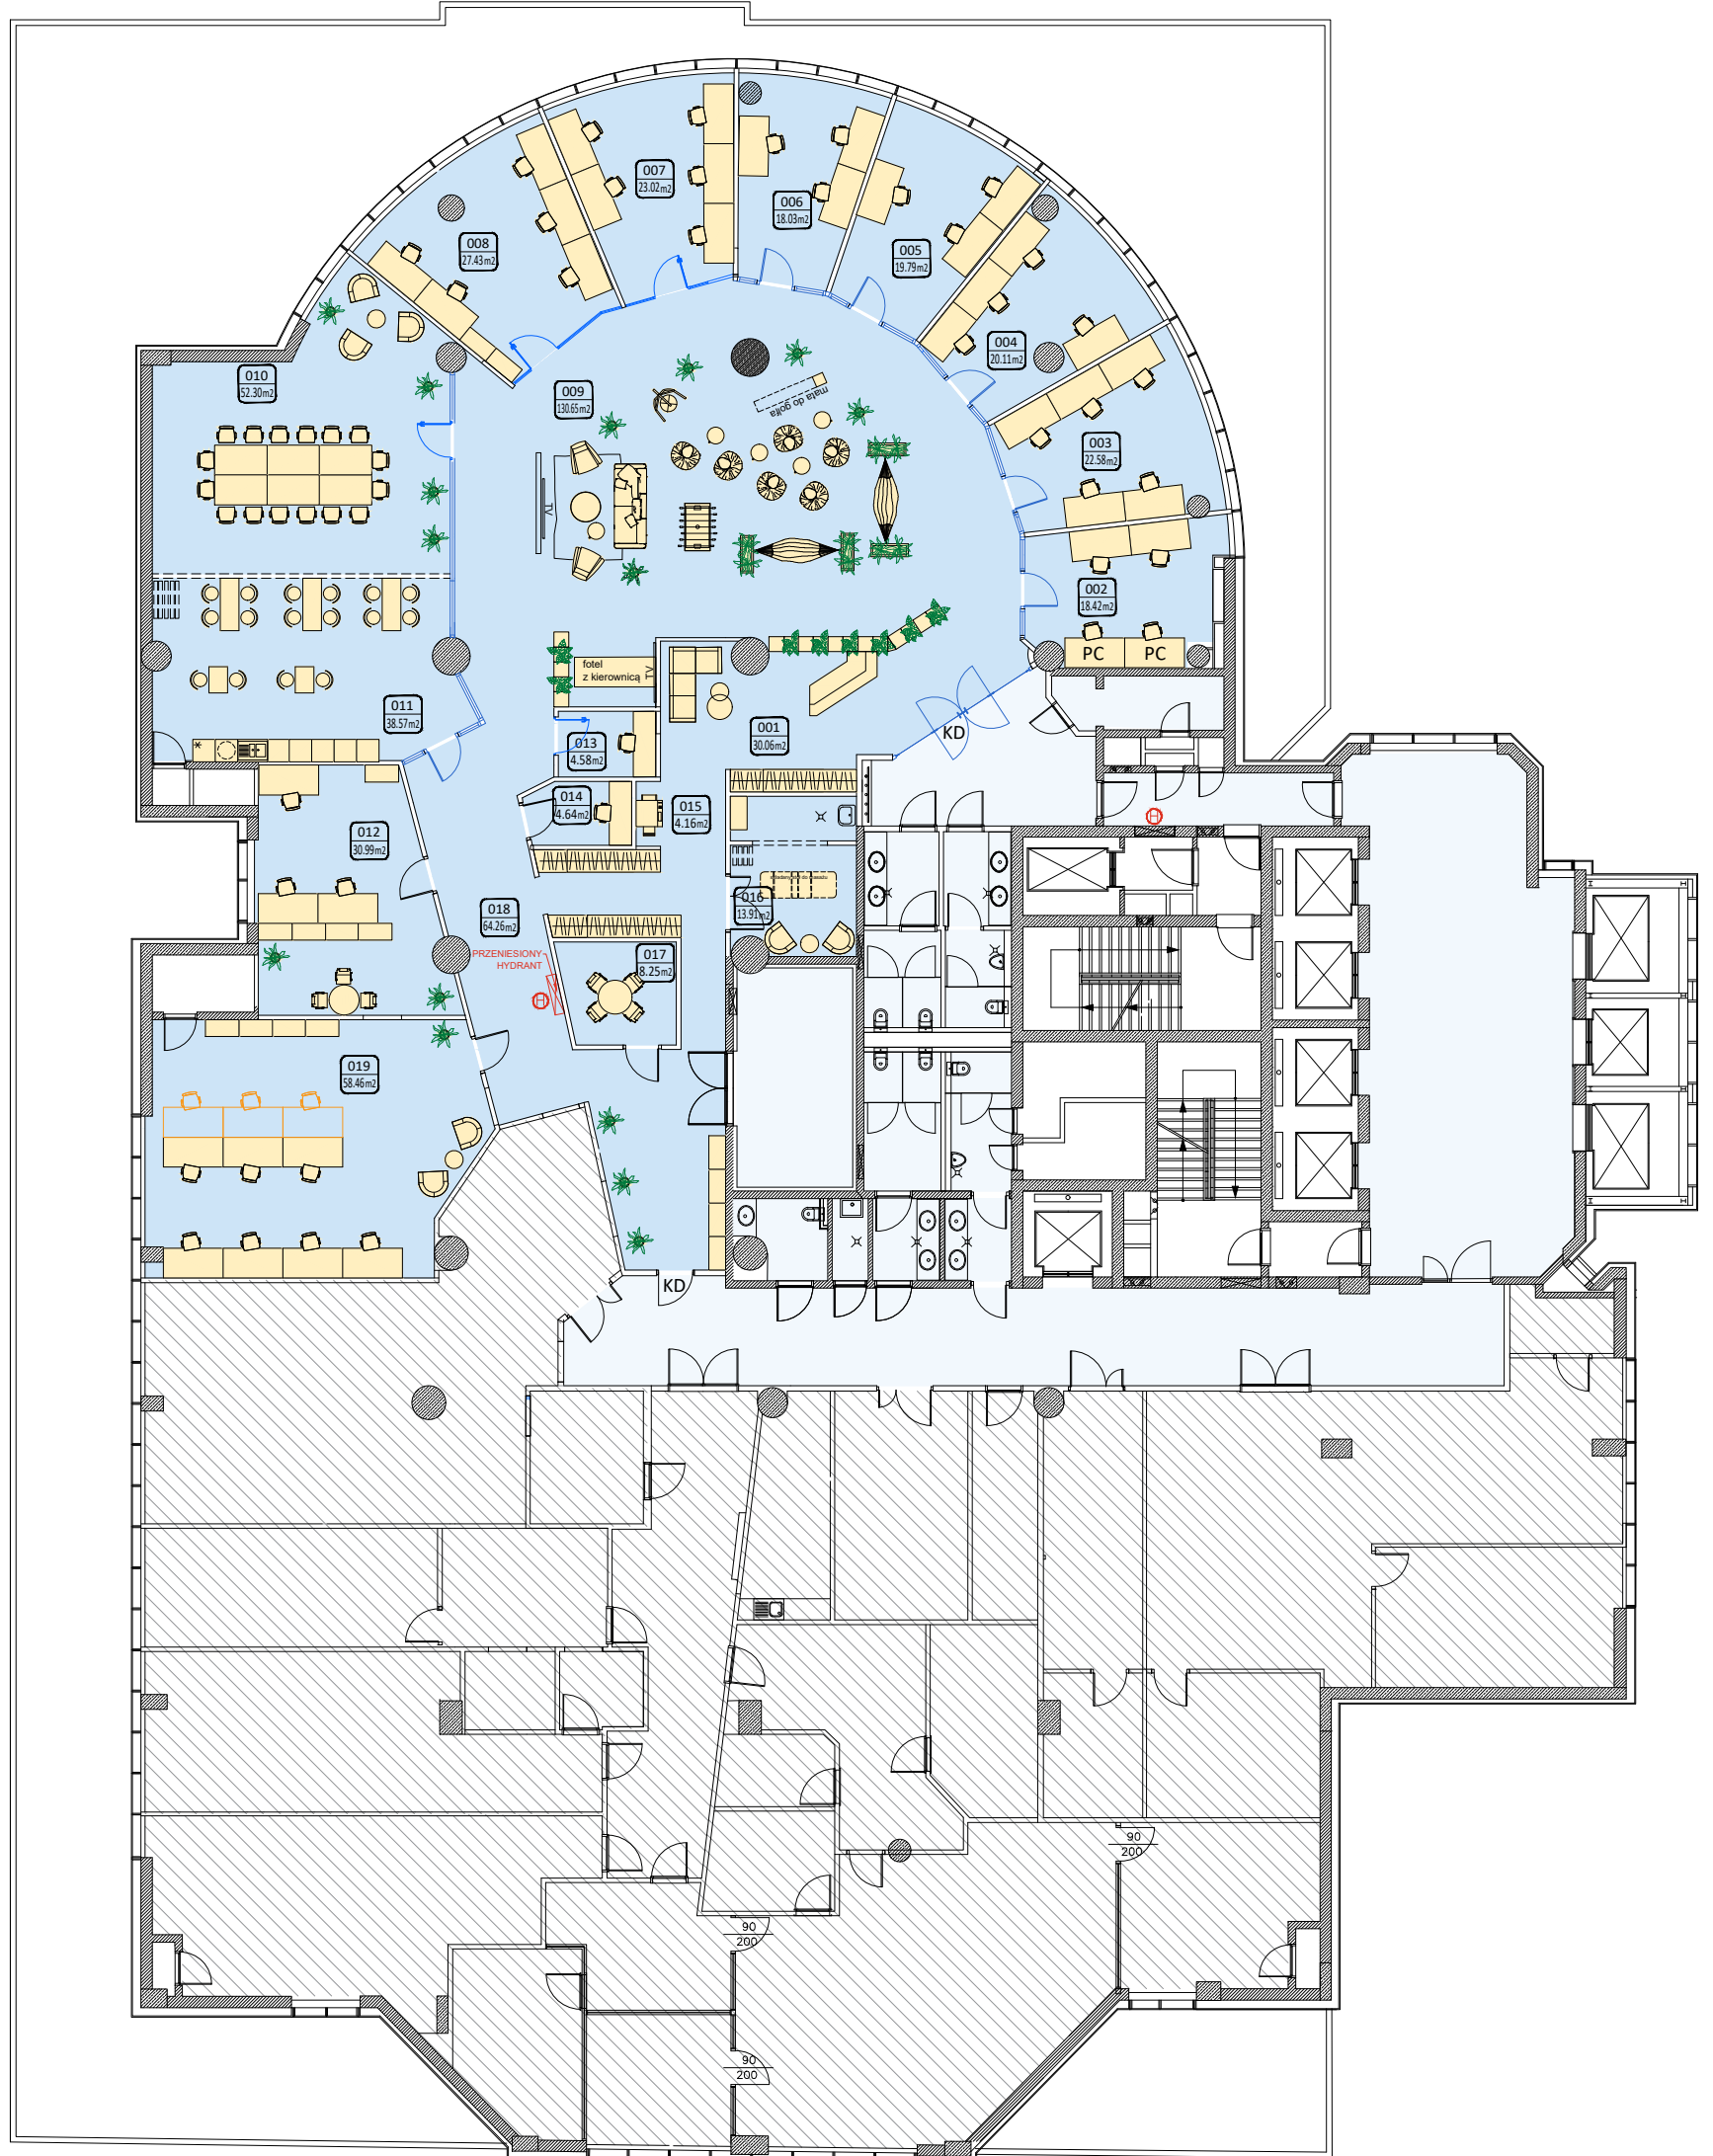 007
23.02m2
006
18.03m2
008
27.43m2
005
19.79m2
004
20.11m2
010
52.30m2
009
130.65m2
mata do golfa
003
22.58m2
TV
002
18.42m2
PC
PC
fotel
z kierownicą
TV
011
38.57m2
001
30.06m2
KD
013
4.58m2
*
014
4.64m2
015
4.16m2
H
012
30.99m2
016
13.91m2
018
64.26m2
PRZENIESIONY
HYDRANT
017
8.25m2
H
019
58.46m2
KD
90
200
90
200
90
200